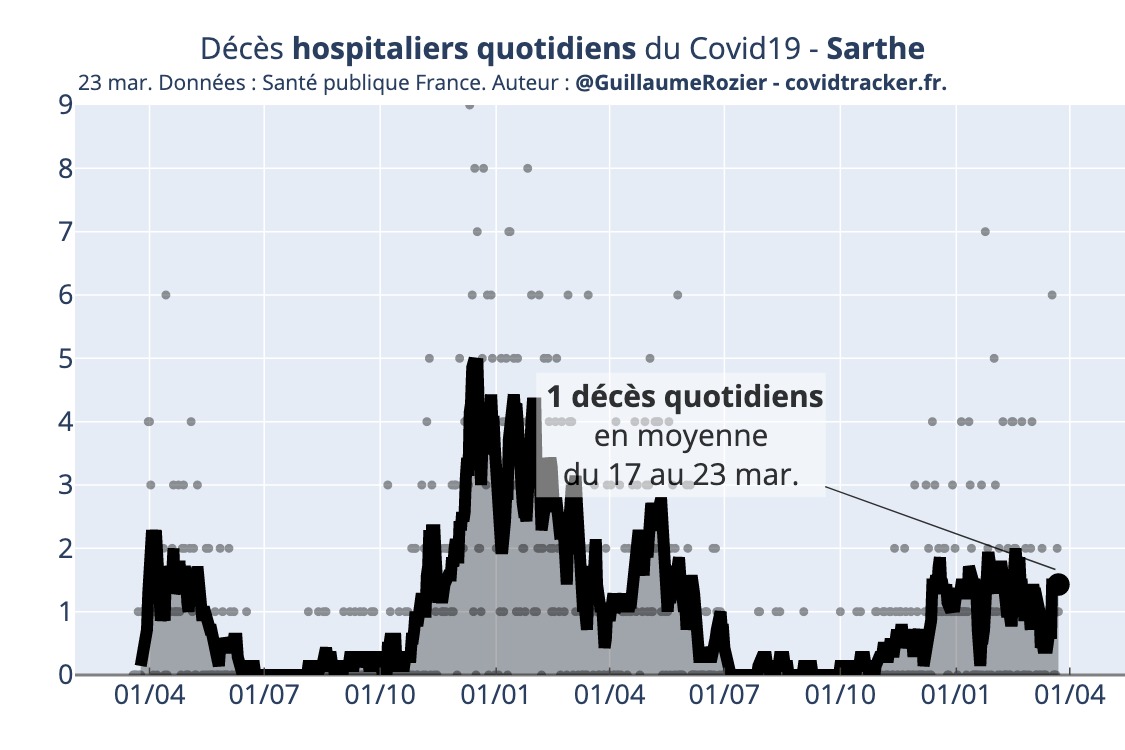 Décès hospitaliers quotidiens du Covid19 - Sarthe
23 mar. Données : Santé publique France. Auteur : @GuillaumeRozier - covidtracker.fr.
9
8
7
6
5
4
3
2
1
0
1 décès quotidiens
en moyenne
du 17 au 23 mar.
01/04 01/07 01/10 01/01 01/04 01/07 01/10 01/01 01/04